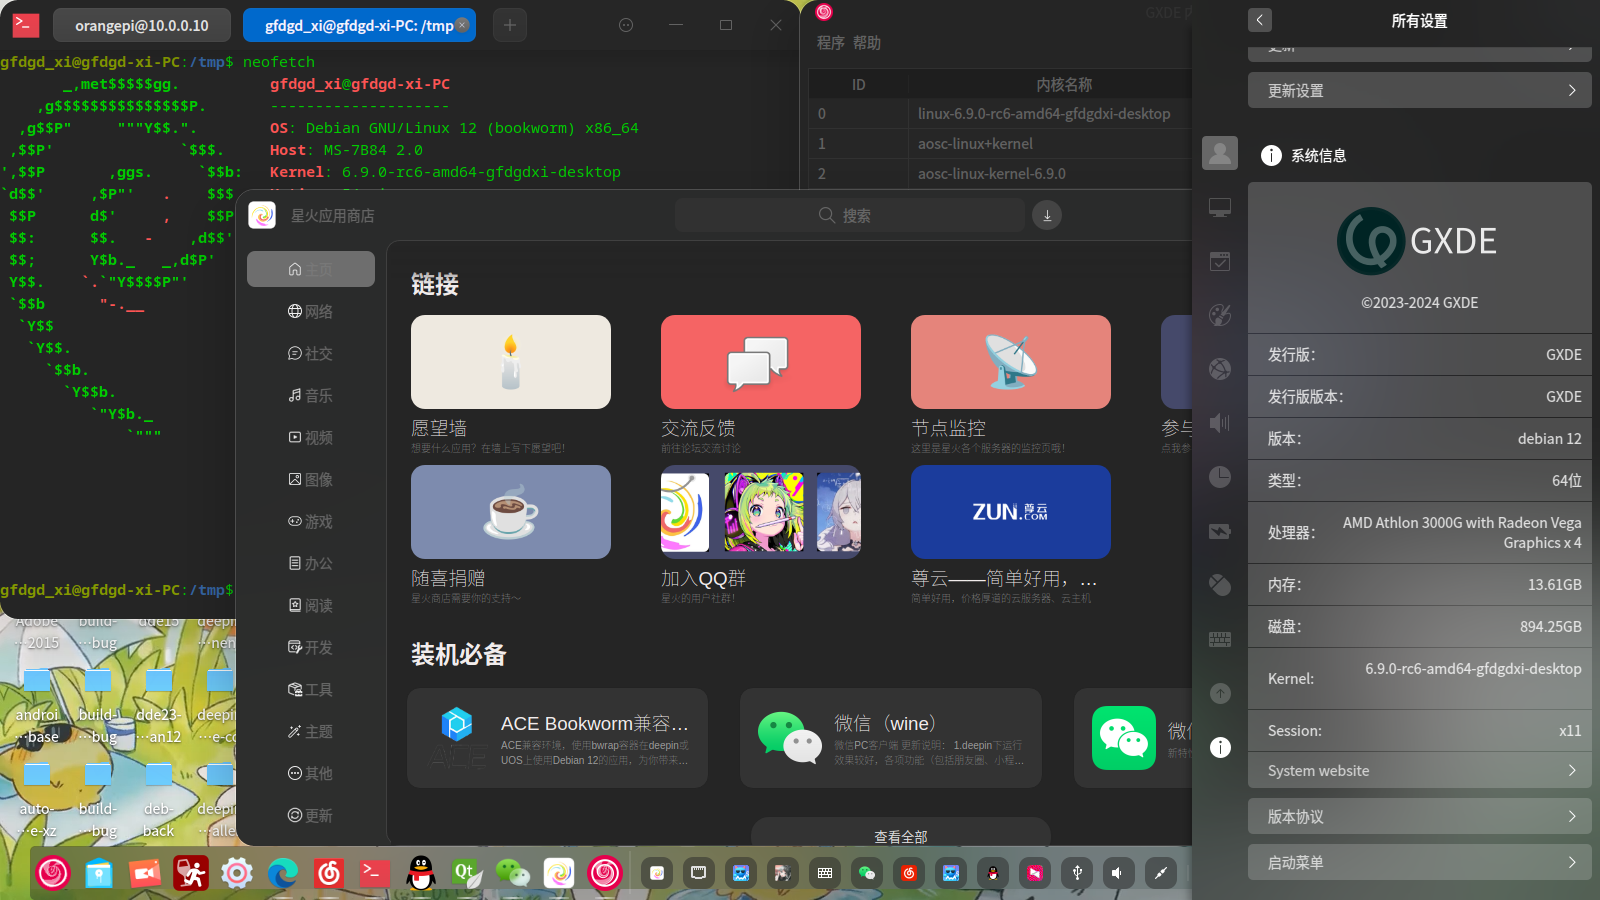 orangepi@10.0.0.10
gfdgd_xi@gfdgd-xi-PC: /tmp
gfdgd_xi@gfdgd-xi-PC:/tmp$ neofetch
_,met$$$$$gg.
,g$$$$$$$$$$$$$$$P.
,g$$P"     """Y$$.".
,$$P'              `$$$.
',$$P       ,ggs.     `$$b:
`d$$'     ,$P"'   .    $$$
$$P      d$'     ,    $$P
$$:      $$.   -    ,d$$'
$$;      Y$b._   _,d$P'
Y$$.    `.`"Y$$$$P"'
`$$b      "-.__
`Y$$
`Y$$.
`$$b.
`Y$$b.
`"Y$b._
`"""
gfdgd_xi@gfdgd-xi-PC
--------------------
OS: Debian GNU/Linux 12 (bookworm) x86_64
Host: MS-7B84 2.0
Kernel: 6.9.0-rc6-amd64-gfdgdxi-desktop
gfdgd_xi@gfdgd-xi-PC:/tmp$
GXDE 内
程序 帮助
ID 内核名称
0 linux-6.9.0-rc6-amd64-gfdgdxi-desktop
1 aosc-linux+kernel
2 aosc-linux-kernel-6.9.0
星火应用商店
搜索
主页
网络
社交
音乐
视频
图像
游戏
办公
阅读
开发
工具
主题
其他
更新
链接
愿望墙
想要什么应用？在墙上写下愿望吧！
交流反馈
前往论坛交流讨论
节点监控
这里是星火各个服务器的监控页哦！
参与
点我参
随喜捐赠
星火商店需要你的支持～
加入QQ群
星火的用户社群！
ZUN.COM 尊云
尊云——简单好用，…
简单好用，价格厚道的云服务器、云主机
装机必备
ACE
ACE Bookworm兼容…
ACE兼容环境，使用bwrap容器在deepin或
UOS上使用Debian 12的应用，为你带来…
微信（wine）
微信PC客户端 更新说明： 1.deepin下运行
效果较好，各项功能（包括朋友圈、小程…
微信
新特性
查看全部
所有设置
更新
更新设置
系统信息
GXDE
©2023-2024 GXDE
发行版： GXDE
发行版版本： GXDE
版本： debian 12
类型： 64位
处理器： AMD Athlon 3000G with Radeon Vega
Graphics x 4
内存： 13.61GB
磁盘： 894.25GB
Kernel: 6.9.0-rc6-amd64-gfdgdxi-desktop
Session: x11
System website
版本协议
启动菜单
Adobe build- dde15 deepi
…2015 …bug …nen
androi build- dde23- deepi
…base …bug …an12 …e-c
auto- build- deb- deepi
…e-xz …bug back …alle
Qt